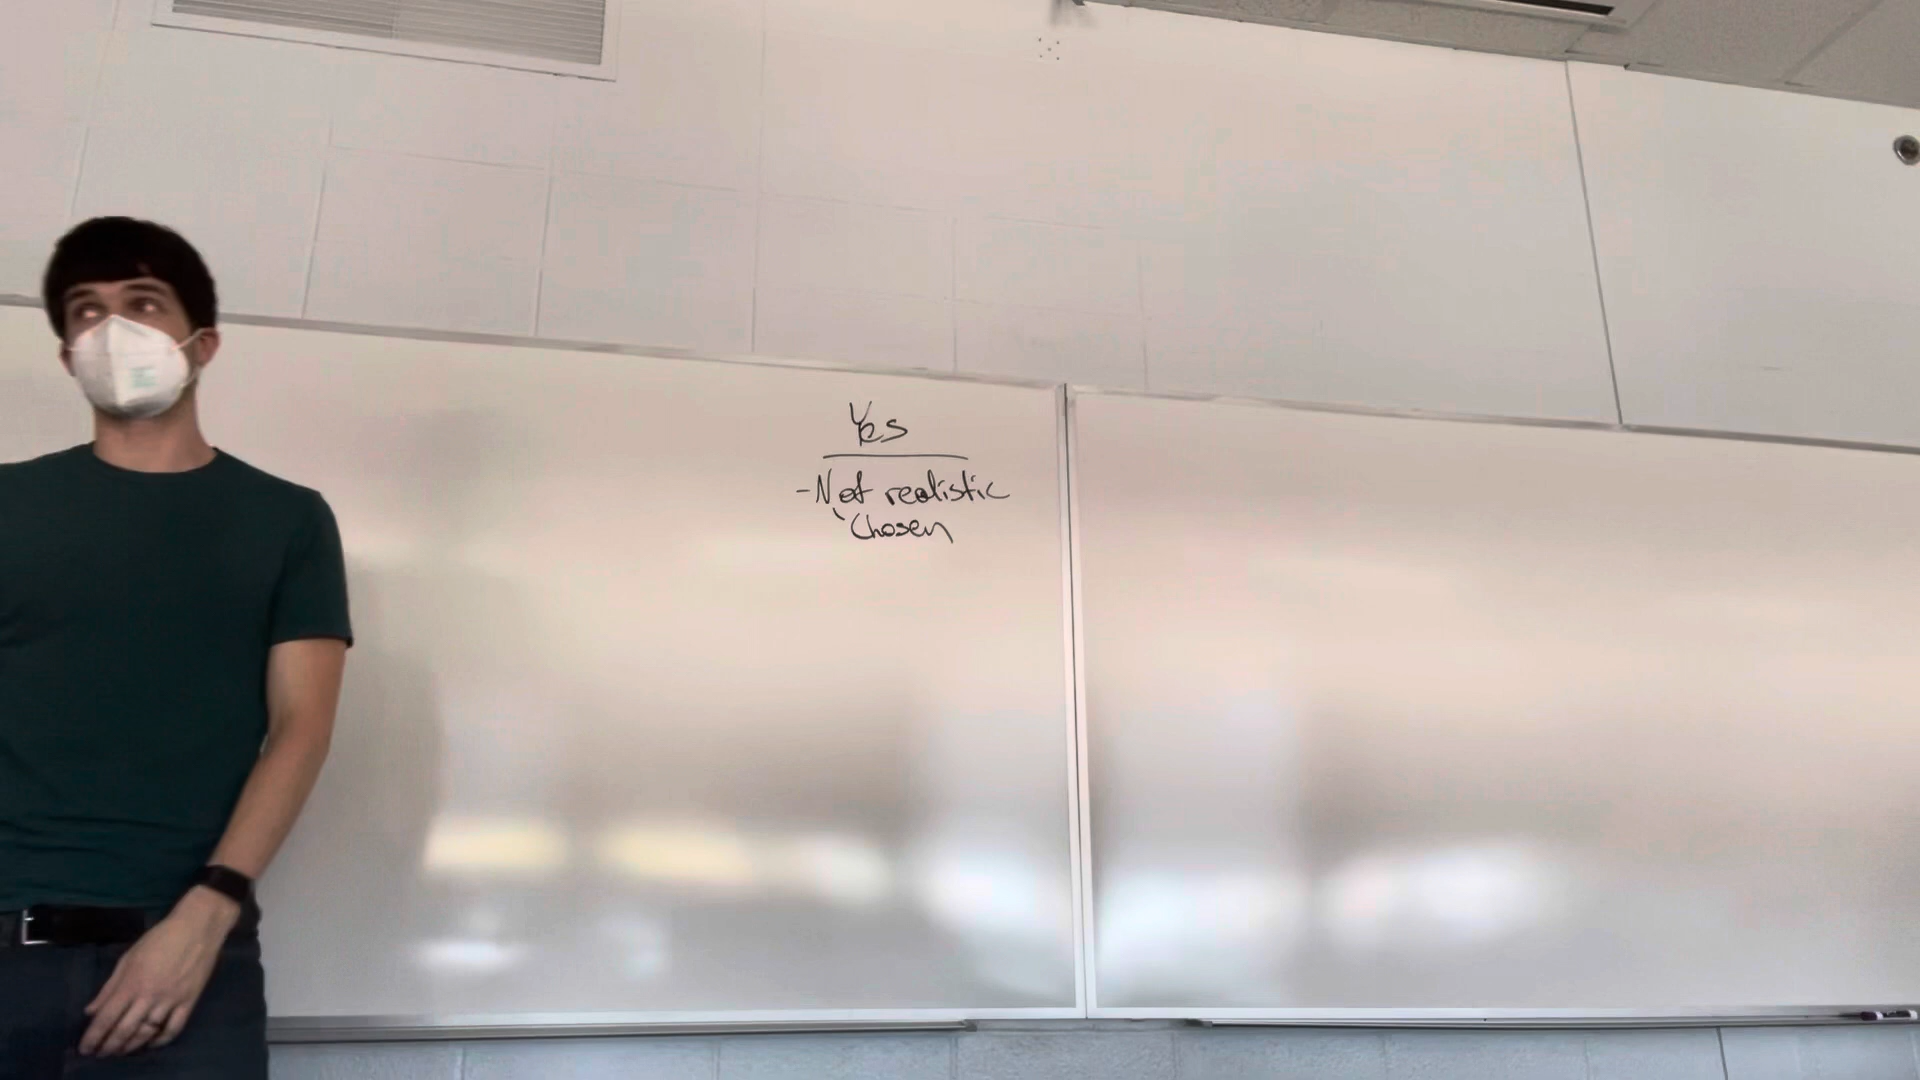 Yes
-Not realistic
Chosen